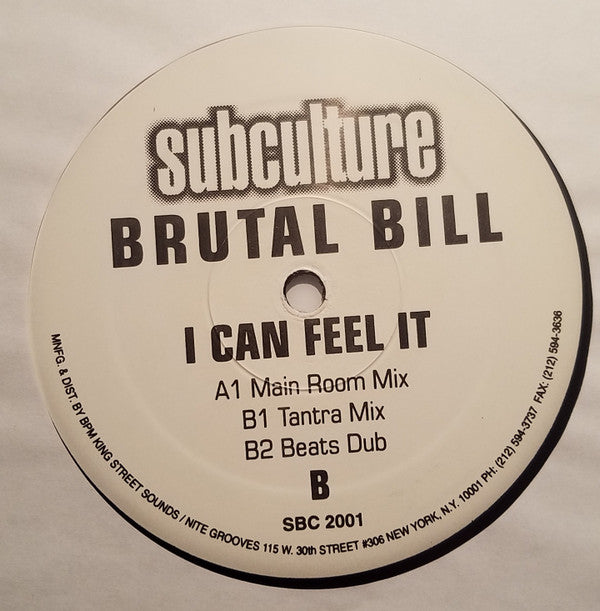 subculture
BRUTAL BILL
I CAN FEEL IT
A1 Main Room Mix
B1 Tantra Mix
B2 Beats Dub
B
SBC 2001
MNFG. & DIST. BY BPM KING STREET SOUNDS / NITE GROOVES 115 W. 30th STREET #306 NEW YORK, N.Y. 10001 PH: (212) 594-3737 FAX: (212) 594-3636